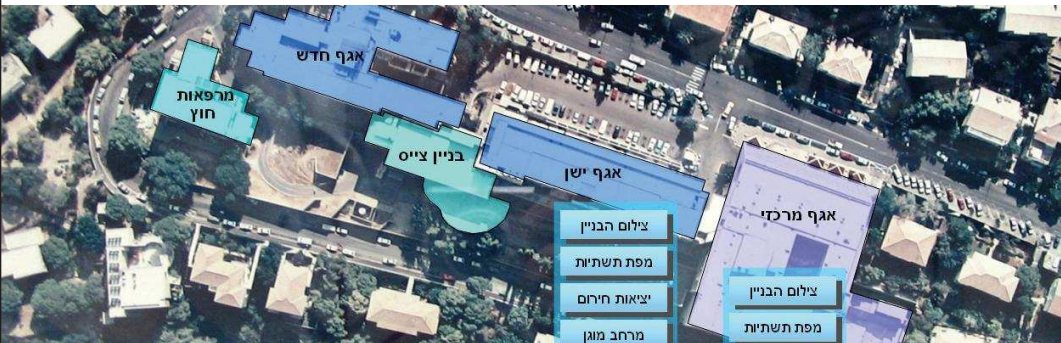 אגף חדש
מרפאות
חוץ
בניין צייס
אגף ישן
אגף מרכזי
צילום הבניין
מפת תשתיות
יציאות חירום
מרחב מוגן
צילום הבניין
מפת תשתיות